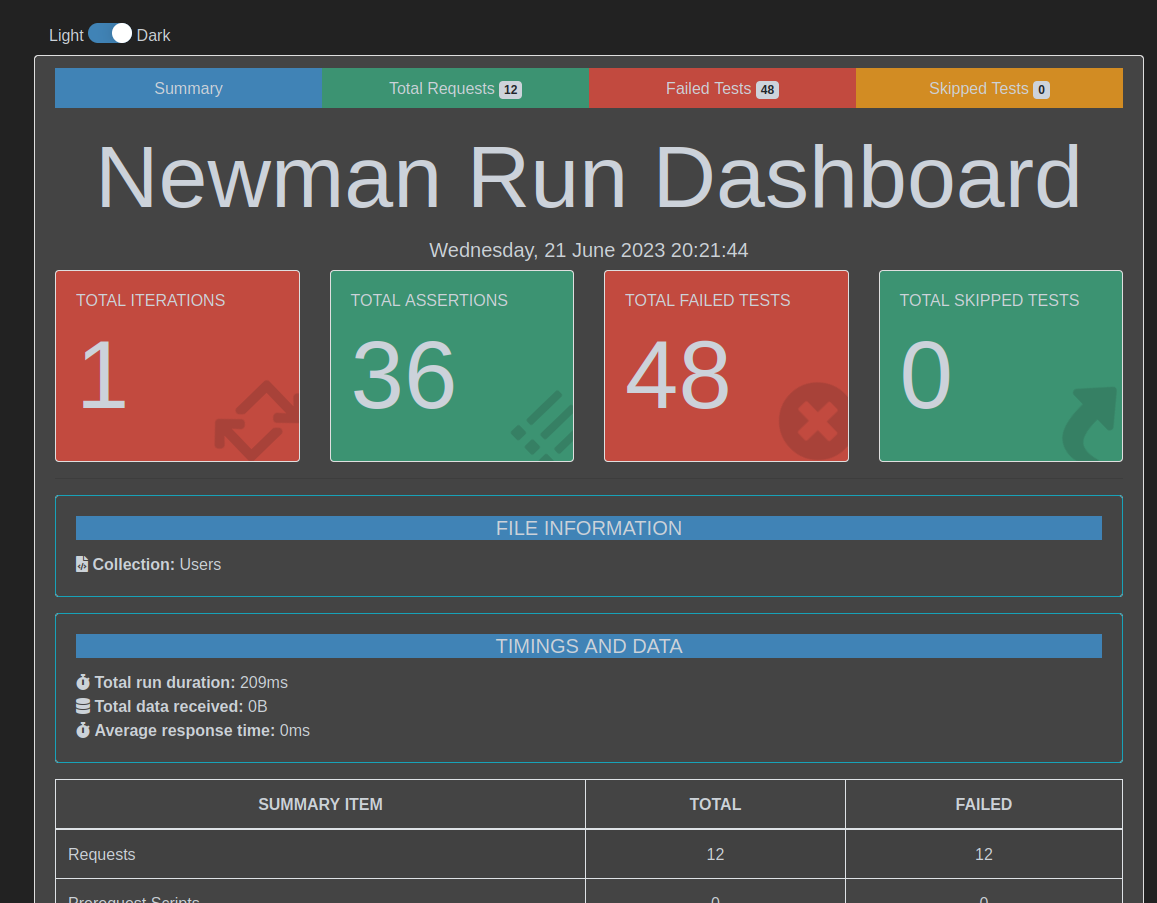 Light Dark
Summary Total Requests 12 Failed Tests 48 Skipped Tests 0
Newman Run Dashboard
Wednesday, 21 June 2023 20:21:44
TOTAL ITERATIONS TOTAL ASSERTIONS TOTAL FAILED TESTS TOTAL SKIPPED TESTS
1 36 48 0
FILE INFORMATION
Collection: Users
TIMINGS AND DATA
Total run duration: 209ms
Total data received: 0B
Average response time: 0ms
SUMMARY ITEM TOTAL FAILED
Requests 12 12
Prerequest Scripts 0 0